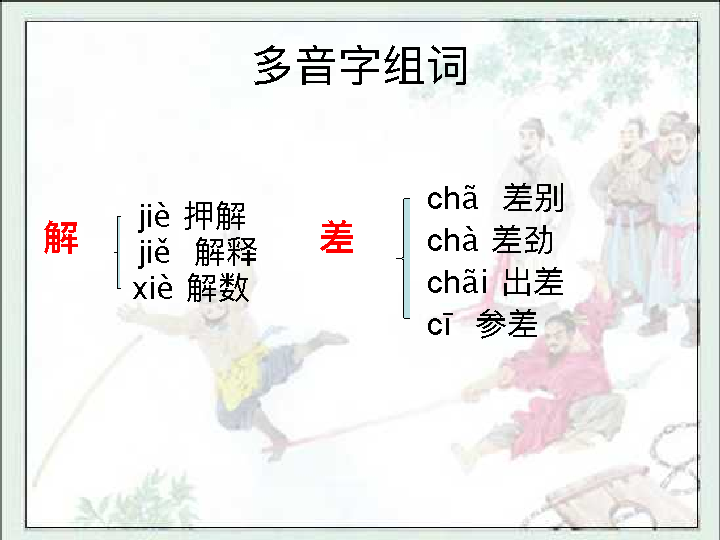 多音字组词
解
jiè 押解
jiě 解释
xiè 解数
差
chã 差别
chà 差劲
chãi 出差
cī 参差